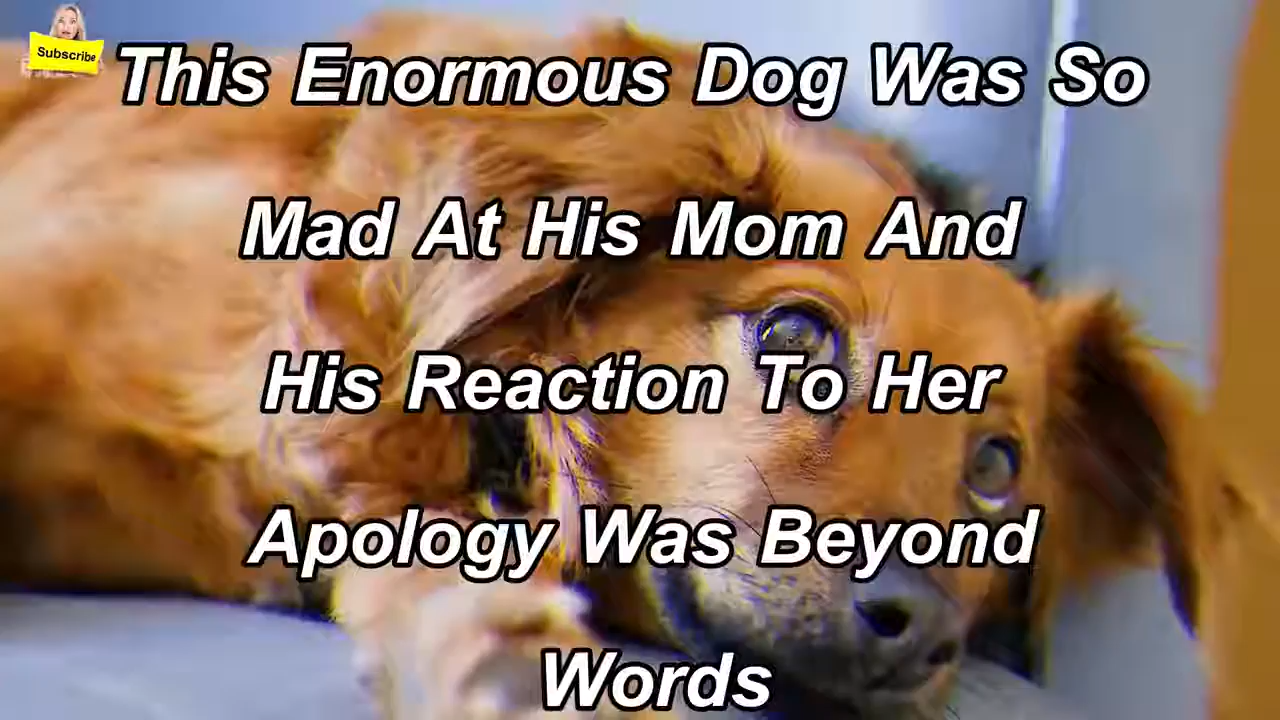 Subscribe
This Enormous Dog Was So
Mad At His Mom And
His Reaction To Her
Apology Was Beyond
Words